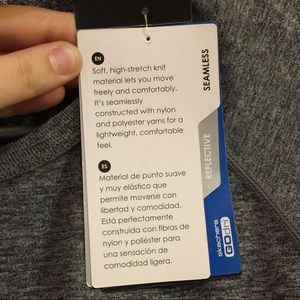 EN
Soft, high-stretch knit
material lets you move
freely and comfortably.
It's seamlessly
constructed with nylon
and polyester yarns for a
lightweight, comfortable
feel.
ES
Material de punto suave
y muy elástico que
permite moverse con
libertad y comodidad.
Está perfectamente
construida con fibras de
nylon y poliéster para
una sensación de
comodidad ligera.
SEAMLESS
REFLECTIVE
skechers
GOdri